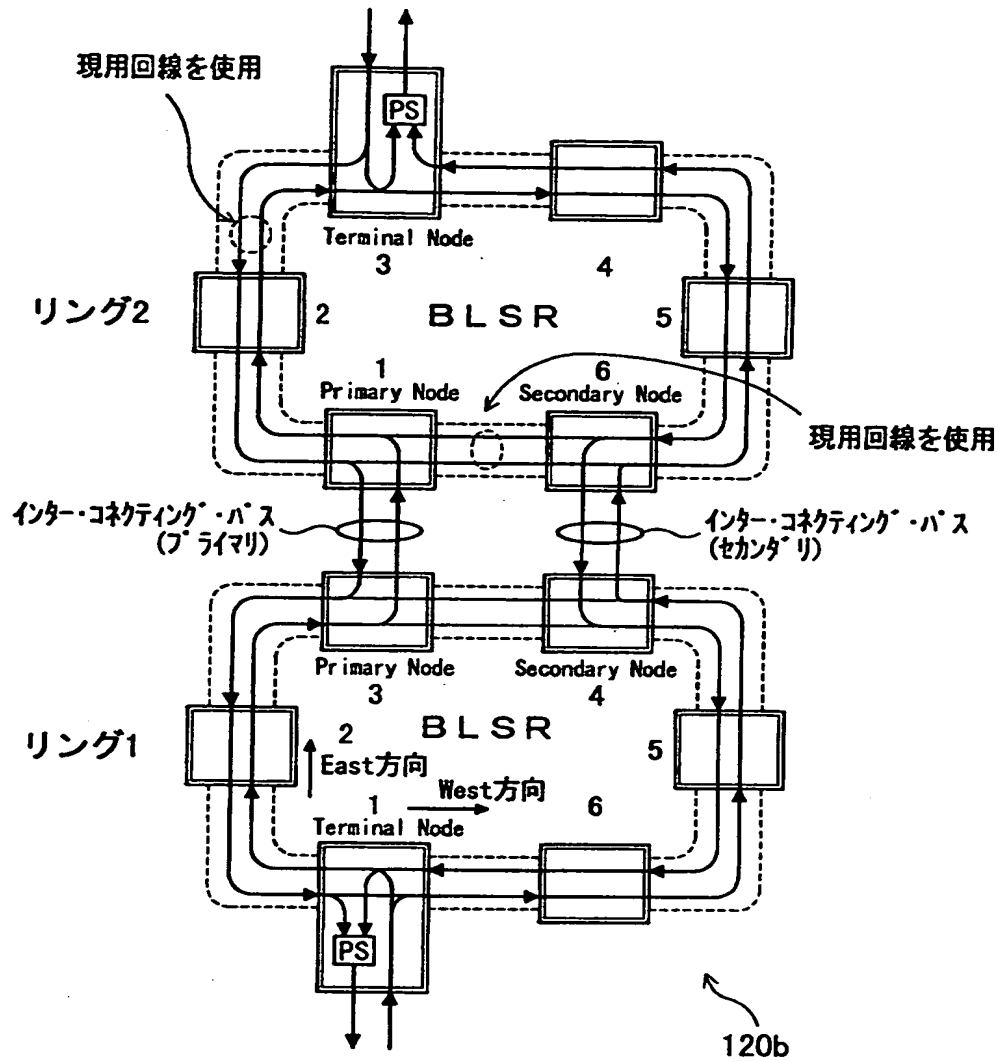 現用回線を使用
PS
Terminal Node
3
4
リング2
2
BLSR
5
1
Primary Node
6
Secondary Node
現用回線を使用
インター・コネクティング・パス
(プライマリ)
インター・コネクティング・パス
(セカンダリ)
Primary Node
3
Secondary Node
4
リング1
2
BLSR
5
East方向
West方向
1
Terminal Node
6
PS
120b